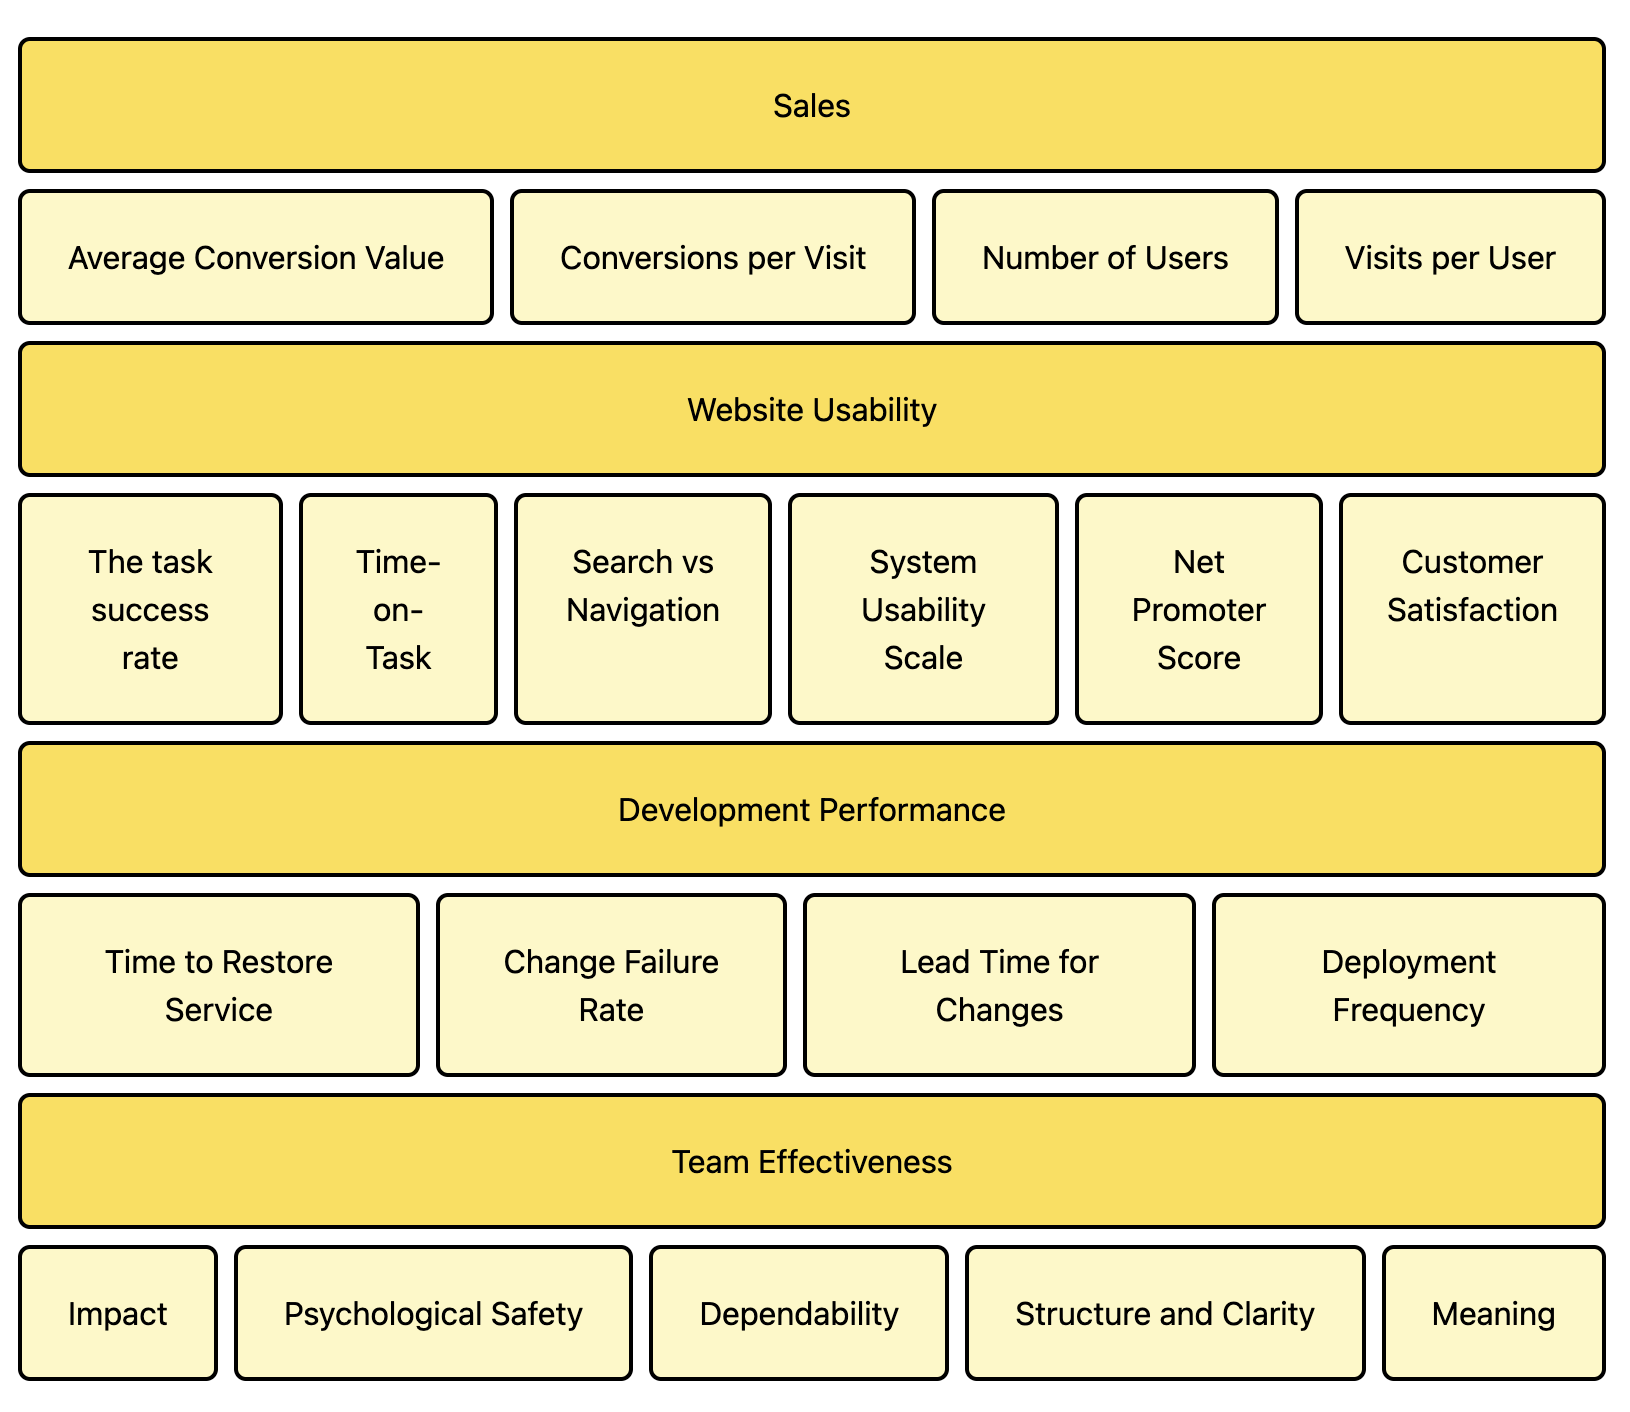 Sales
Average Conversion Value
Conversions per Visit
Number of Users
Visits per User
Website Usability
The task
success
rate
Time-
on-
Task
Search vs
Navigation
System
Usability
Scale
Net
Promoter
Score
Customer
Satisfaction
Development Performance
Time to Restore
Service
Change Failure
Rate
Lead Time for
Changes
Deployment
Frequency
Team Effectiveness
Impact
Psychological Safety
Dependability
Structure and Clarity
Meaning